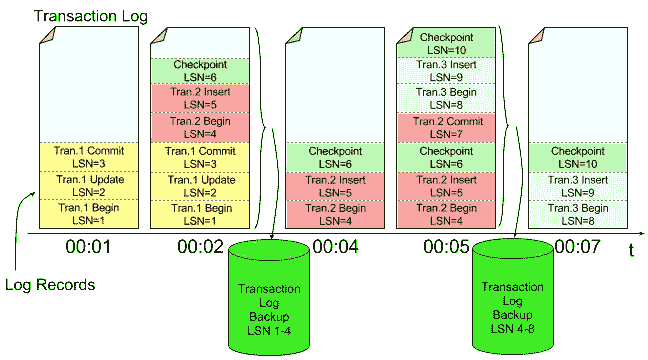 Transaction Log
Tran.1 Commit
LSN=3
Tran.1 Update
LSN=2
Tran.1 Begin
LSN=1
Checkpoint
LSN=6
Tran.2 Insert
LSN=5
Tran.2 Begin
LSN=4
Tran.1 Commit
LSN=3
Tran.1 Update
LSN=2
Tran.1 Begin
LSN=1
Checkpoint
LSN=6
Tran.2 Insert
LSN=5
Tran.2 Begin
LSN=4
Checkpoint
LSN=10
Tran.3 Insert
LSN=9
Tran.3 Begin
LSN=8
Tran.2 Commit
LSN=7
Checkpoint
LSN=6
Tran.2 Insert
LSN=5
Tran.2 Begin
LSN=4
Checkpoint
LSN=10
Tran.3 Insert
LSN=9
Tran.3 Begin
LSN=8
00:01 00:02 00:04 00:05 00:07 t
Log Records
Transaction
Log
Backup
LSN 1-4
Transaction
Log
Backup
LSN 4-8